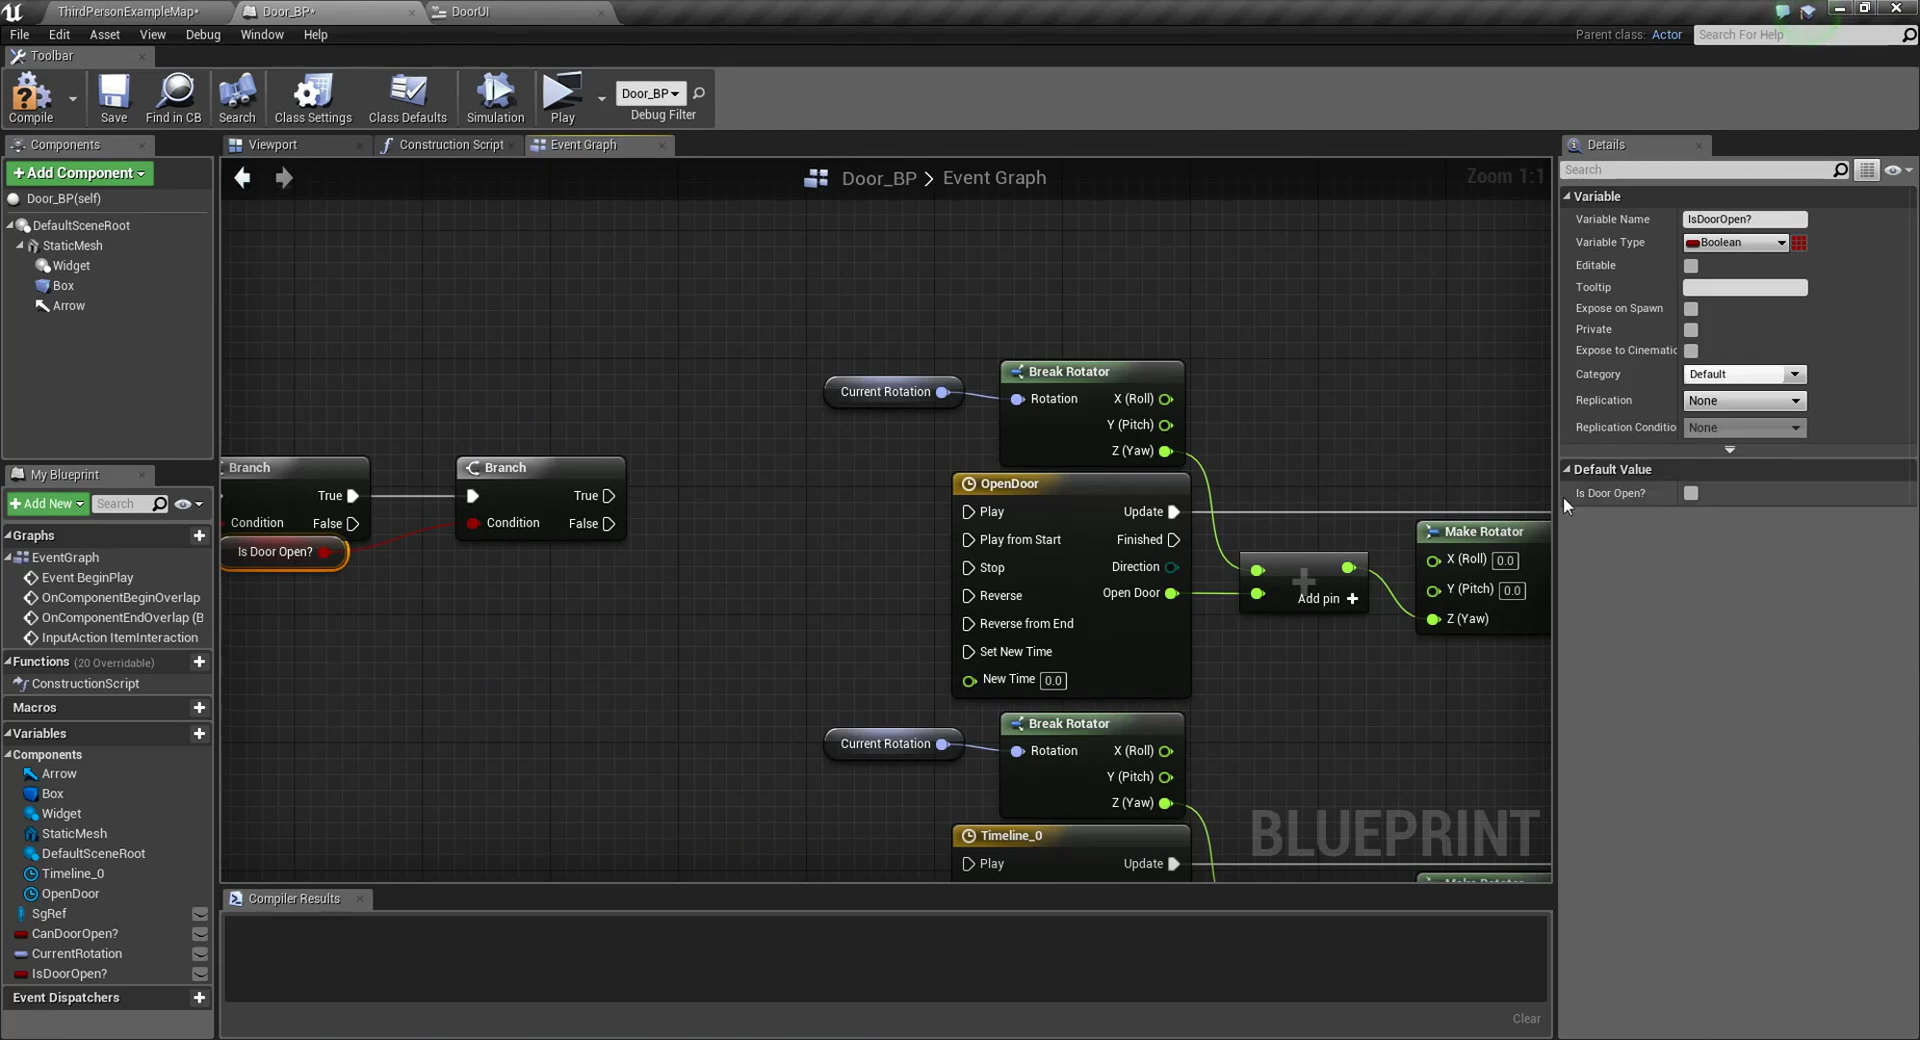 ThirdPersonExampleMap*
Door_BP*
DoorUI
File Edit Asset View Debug Window Help
Parent class: Actor
Search For Help
Toolbar
Compile
Save
Find in CB
Search
Class Settings
Class Defaults
Simulation
Play
Door_BP
Debug Filter
Components
+Add Component
Door_BP(self)
DefaultSceneRoot
StaticMesh
Widget
Box
Arrow
My Blueprint
+Add New
Search
Graphs
EventGraph
Event BeginPlay
OnComponentBeginOverlap
OnComponentEndOverlap (B
InputAction ItemInteraction
Functions (20 Overridable)
ConstructionScript
Macros
Variables
Components
Arrow
Box
Widget
StaticMesh
DefaultSceneRoot
Timeline_0
OpenDoor
SgRef
CanDoorOpen?
CurrentRotation
IsDoorOpen?
Event Dispatchers
Viewport
Construction Script
Event Graph
Door_BP > Event Graph
Zoom 1:1
Branch
True
Condition
False
Is Door Open?
Branch
True
Condition
False
Current Rotation
Break Rotator
Rotation
X (Roll)
Y (Pitch)
Z (Yaw)
OpenDoor
Play
Update
Play from Start
Finished
Stop
Direction
Reverse
Open Door
Reverse from End
Set New Time
New Time 0.0
Add pin +
Make Rotator
X (Roll) 0.0
Y (Pitch) 0.0
Z (Yaw)
Current Rotation
Break Rotator
Rotation
X (Roll)
Y (Pitch)
Z (Yaw)
Timeline_0
Play
Update
BLUEPRINT
Compiler Results
Clear
Details
Search
Variable
Variable Name IsDoorOpen?
Variable Type Boolean
Editable
Tooltip
Expose on Spawn
Private
Expose to Cinematic
Category Default
Replication None
Replication Conditio None
Default Value
Is Door Open?